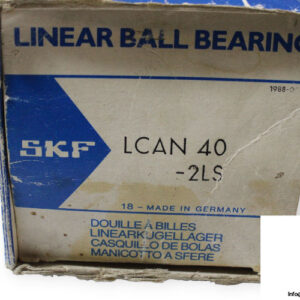 LINEAR BALL BEARING
1988-0
SKF
LCAN 40
-2LS
18 - MADE IN GERMANY
DOUILLE À BILLES
LINEARKUGELLAGER
CASQUILLO DE BOLAS
MANICOTTO A SFERE